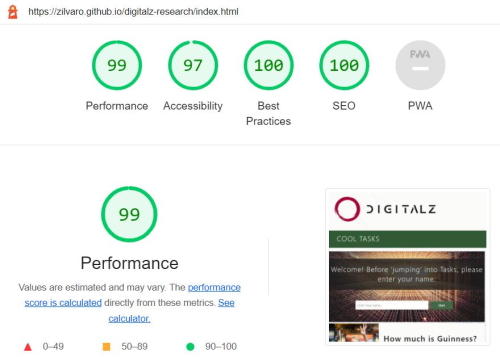 https://zilvaro.github.io/digitalz-research/index.html
99
97
100
100
PWA
Performance
Accessibility
Best
Practices
SEO
PWA
99
Performance
Values are estimated and may vary. The performance
score is calculated directly from these metrics. See
calculator.
0–49
50–89
90–100
DIGITALZ
COOL TASKS
Welcome! Before 'jumping' into Tasks, please
enter your name.
Start
How much is Guinness?